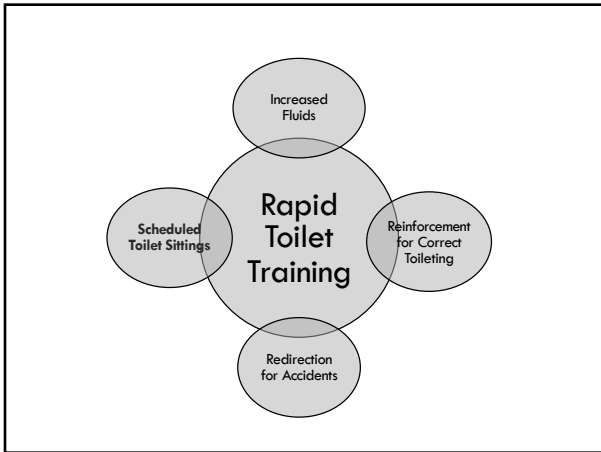 Increased
Fluids
Scheduled
Toilet Sittings
Rapid
Toilet
Training
Reinforcement
for Correct
Toileting
Redirection
for Accidents